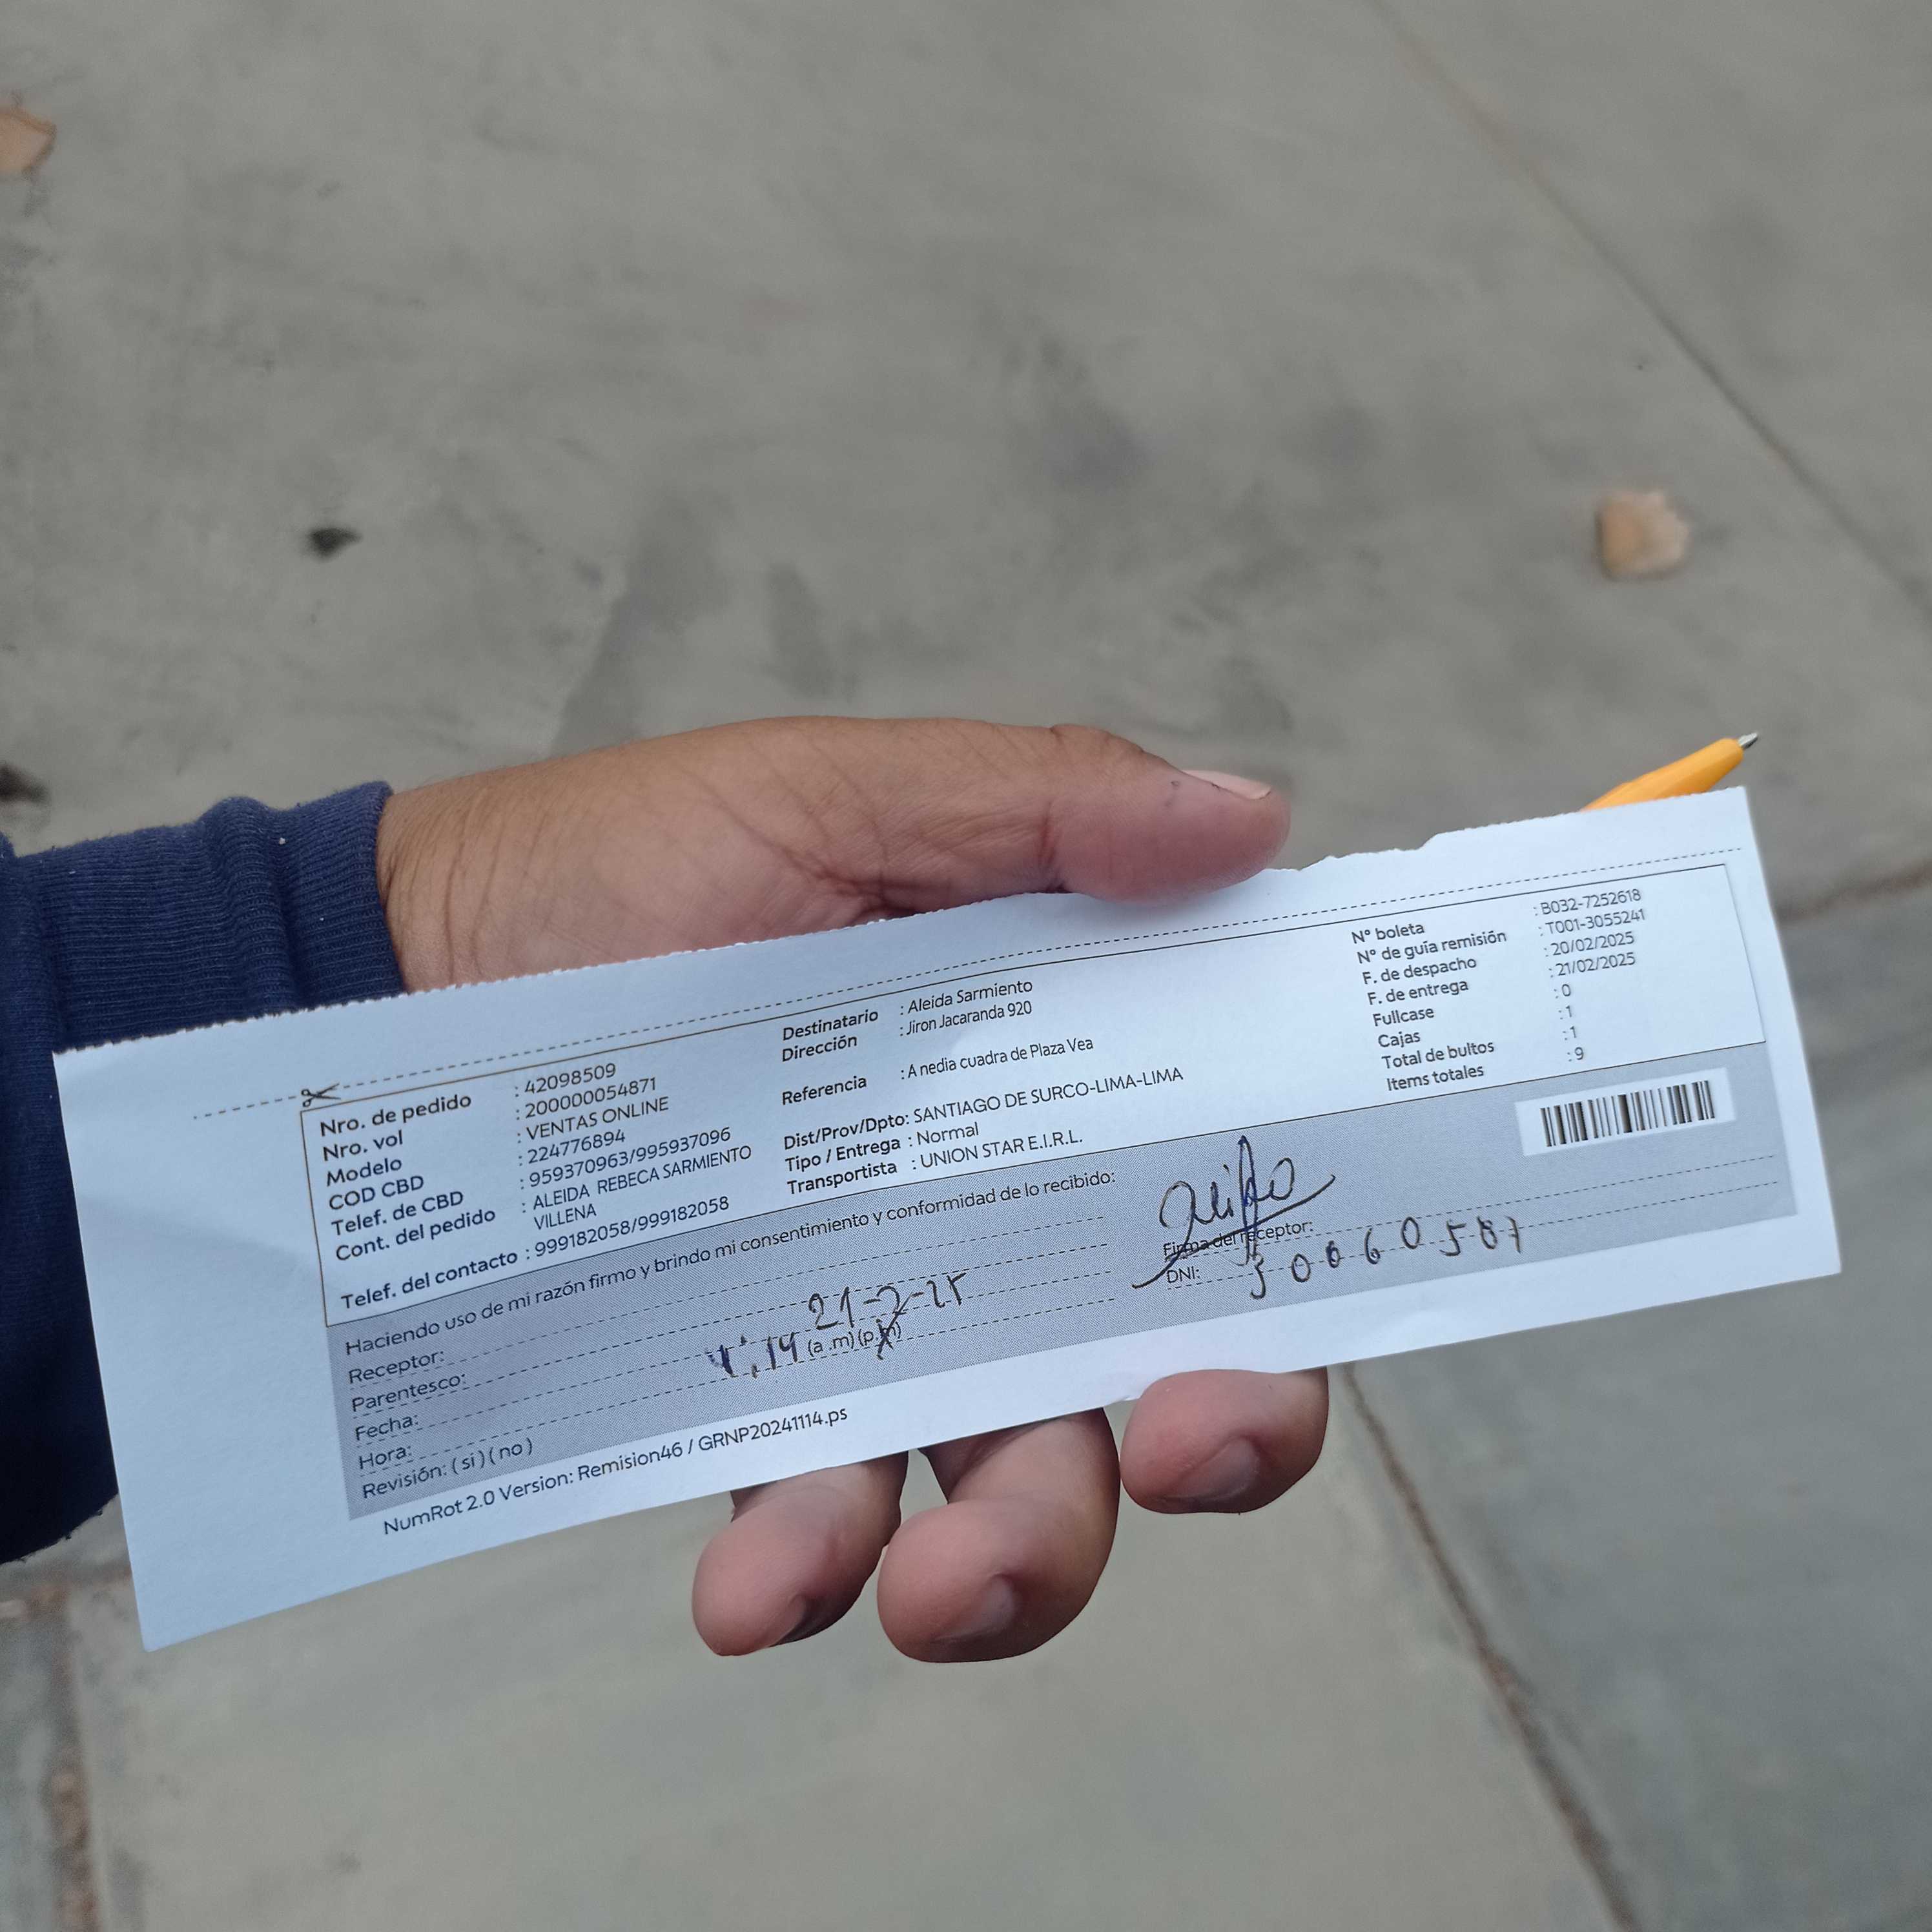 Nro. de pedido : 42098509
Nro. vol : 200000054871
Modelo : VENTAS ONLINE
COD CBD : 224776894
Telef. de CBD : 959370963/995937096
Cont. del pedido : ALEIDA REBECA SARMIENTO
VILLENA
Telef. del contacto : 999182058/999182058
Destinatario : Aleida Sarmiento
Dirección : Jiron Jacaranda 920
Referencia : A nedia cuadra de Plaza Vea
Dist/Prov/Dpto: SANTIAGO DE SURCO-LIMA-LIMA
Tipo / Entrega : Normal
Transportista : UNION STAR E.I.R.L.
N° boleta : B032-7252618
N° de guía remisión : T001-3055241
F. de despacho : 20/02/2025
F. de entrega : 21/02/2025
Fullcase : 0
Cajas : 1
Total de bultos : 1
Items totales : 9
Haciendo uso de mi razón firmo y brindo mi consentimiento y conformidad de lo recibido:
Receptor:
Parentesco:
Fecha: 21-2-25
Hora: (a .m) (p.m)
Revisión: ( si ) ( no )
Firma del receptor:
DNI:
NumRot 2.0 Version: Remision46 / GRNP20241114.ps